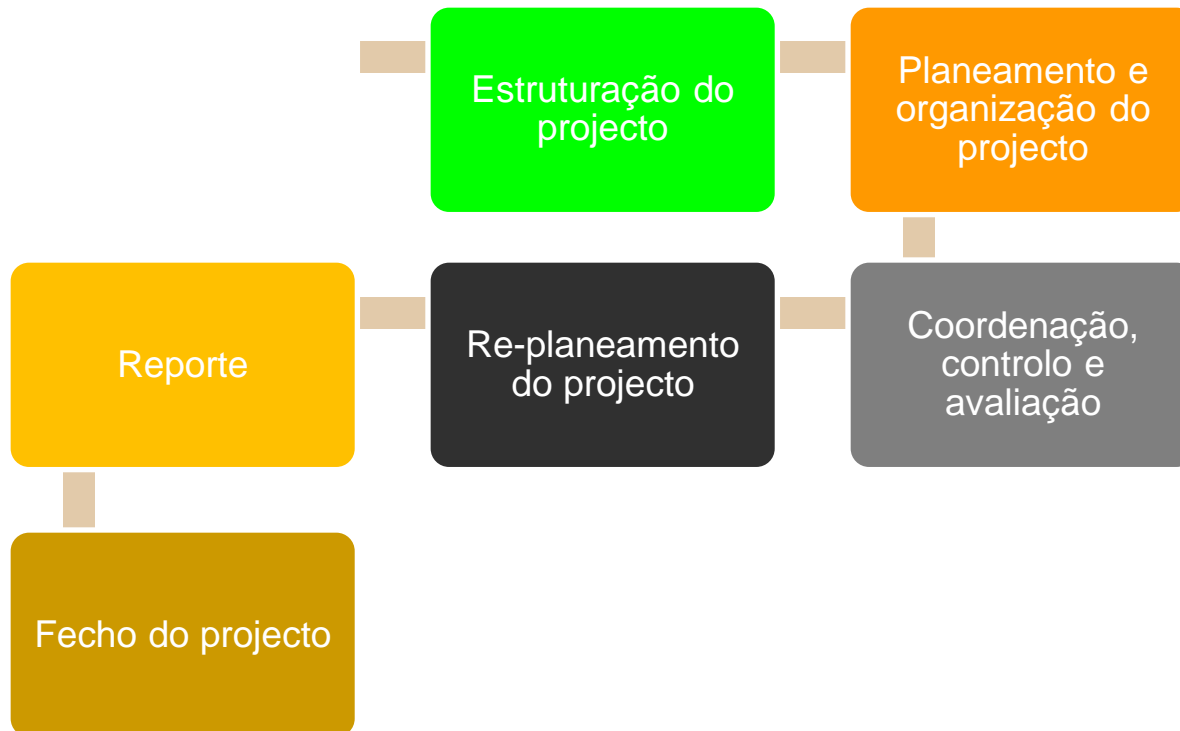 Estruturação do
projecto
Planeamento e
organização do
projecto
Reporte
Re-planeamento
do projecto
Coordenação,
controlo e
avaliação
Fecho do projecto